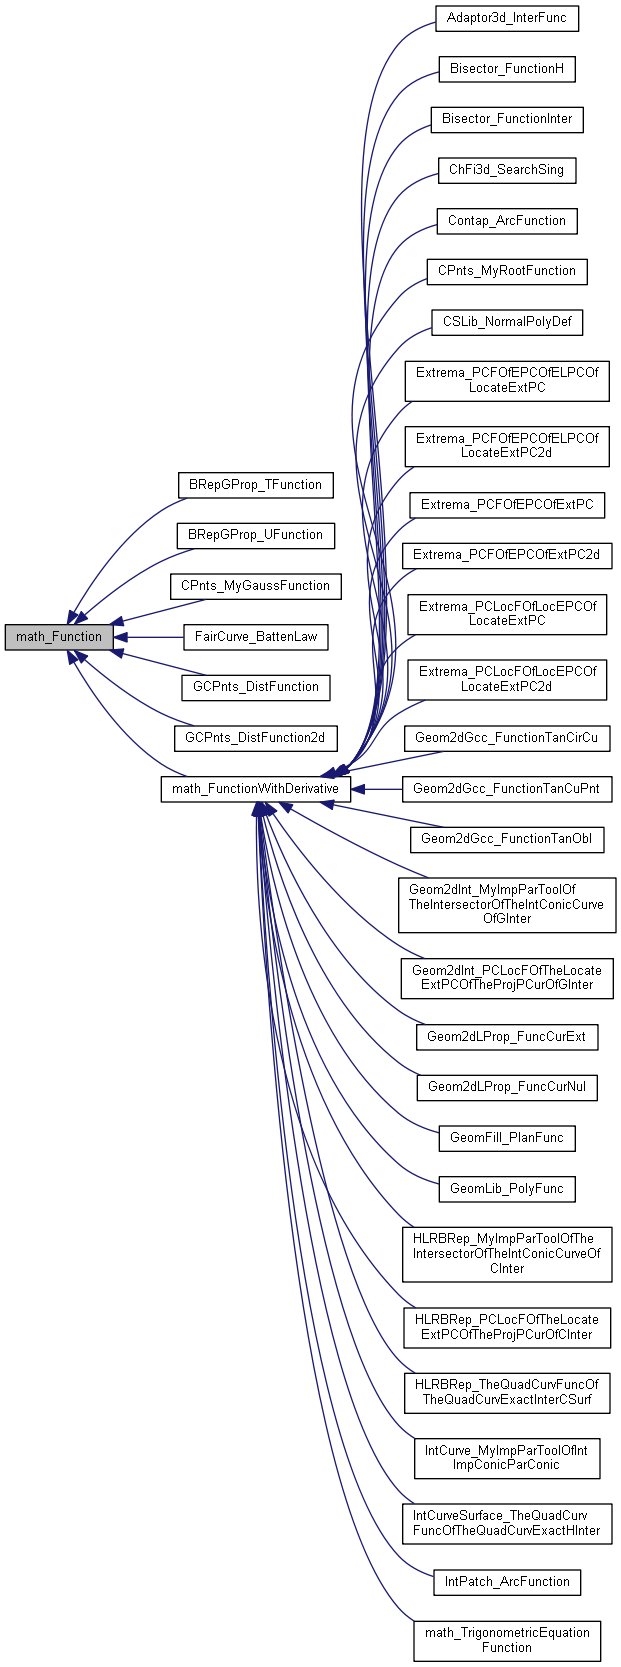 Adaptor3d_InterFunc
Bisector_FunctionH
Bisector_FunctionInter
ChFi3d_SearchSing
Contap_ArcFunction
CPnts_MyRootFunction
CSLib_NormalPolyDef
Extrema_PCFOfEPCOfELPCOf
LocateExtPC
Extrema_PCFOfEPCOfELPCOf
LocateExtPC2d
BRepGProp_TFunction
Extrema_PCFOfEPCOfExtPC
BRepGProp_UFunction
Extrema_PCFOfEPCOfExtPC2d
CPnts_MyGaussFunction
Extrema_PCLocFOfLocEPCOf
LocateExtPC
math_Function
FairCurve_BattenLaw
Extrema_PCLocFOfLocEPCOf
LocateExtPC2d
GCPnts_DistFunction
GCPnts_DistFunction2d
Geom2dGcc_FunctionTanCirCu
math_FunctionWithDerivative
Geom2dGcc_FunctionTanCuPnt
Geom2dGcc_FunctionTanObl
Geom2dInt_MyImpParToolOf
TheIntersectorOfTheIntConicCurve
OfGInter
Geom2dInt_PCLocFOfTheLocate
ExtPCOfTheProjPCurOfGInter
Geom2dLProp_FuncCurExt
Geom2dLProp_FuncCurNul
GeomFill_PlanFunc
GeomLib_PolyFunc
HLRBRep_MyImpParToolOfThe
IntersectorOfTheIntConicCurveOf
CInter
HLRBRep_PCLocFOfTheLocate
ExtPCOfTheProjPCurOfCInter
HLRBRep_TheQuadCurvFuncOf
TheQuadCurvExactInterCSurf
IntCurve_MyImpParToolOfInt
ImpConicParConic
IntCurveSurface_TheQuadCurv
FuncOfTheQuadCurvExactHInter
IntPatch_ArcFunction
math_TrigonometricEquation
Function